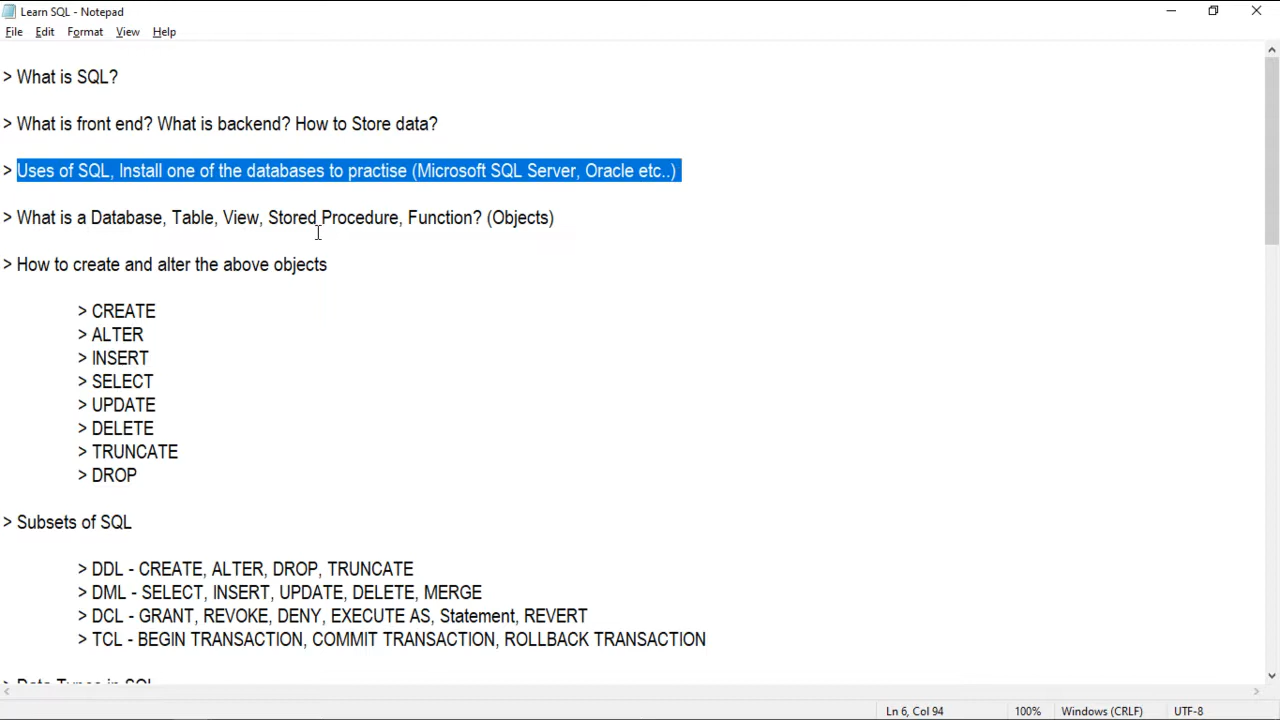 Learn SQL - Notepad
File Edit Format View Help
> What is SQL?
> What is front end? What is backend? How to Store data?
> Uses of SQL, Install one of the databases to practise (Microsoft SQL Server, Oracle etc..)
> What is a Database, Table, View, Stored Procedure, Function? (Objects)
> How to create and alter the above objects
> CREATE
> ALTER
> INSERT
> SELECT
> UPDATE
> DELETE
> TRUNCATE
> DROP
> Subsets of SQL
> DDL - CREATE, ALTER, DROP, TRUNCATE
> DML - SELECT, INSERT, UPDATE, DELETE, MERGE
> DCL - GRANT, REVOKE, DENY, EXECUTE AS, Statement, REVERT
> TCL - BEGIN TRANSACTION, COMMIT TRANSACTION, ROLLBACK TRANSACTION
> Data Types in SQL
Ln 6, Col 94 100% Windows (CRLF) UTF-8